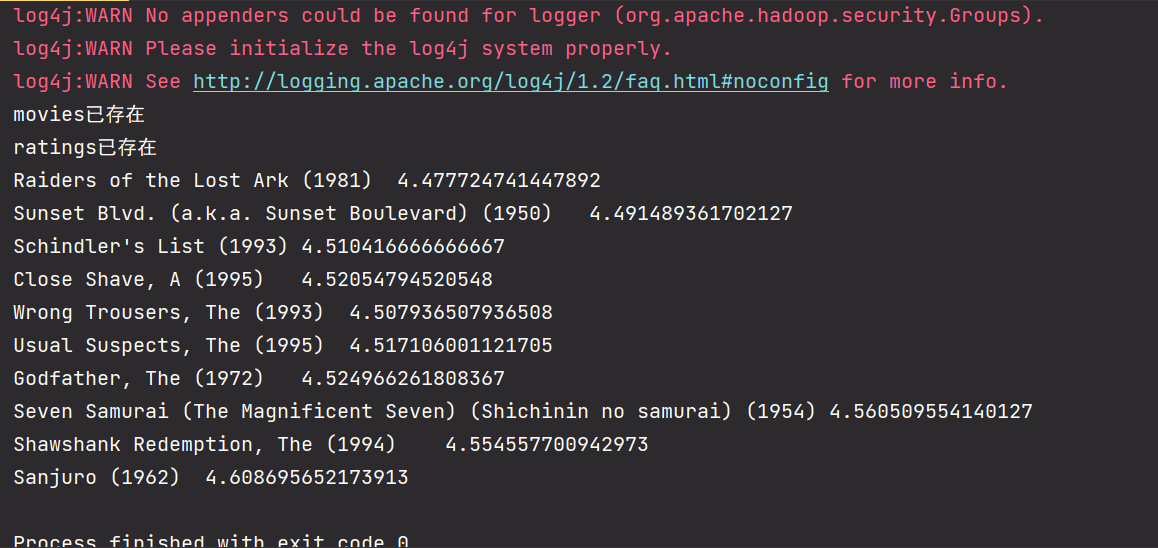 log4j:WARN No appenders could be found for logger (org.apache.hadoop.security.Groups).
log4j:WARN Please initialize the log4j system properly.
log4j:WARN See http://logging.apache.org/log4j/1.2/faq.html#noconfig for more info.
movies已存在
ratings已存在
Raiders of the Lost Ark (1981)  4.477724741447892
Sunset Blvd. (a.k.a. Sunset Boulevard) (1950)   4.491489361702127
Schindler's List (1993) 4.510416666666667
Close Shave, A (1995)   4.52054794520548
Wrong Trousers, The (1993)  4.507936507936508
Usual Suspects, The (1995)  4.517106001121705
Godfather, The (1972)   4.524966261808367
Seven Samurai (The Magnificent Seven) (Shichinin no samurai) (1954) 4.560509554140127
Shawshank Redemption, The (1994)    4.554557700942973
Sanjuro (1962)  4.608695652173913
Process finished with exit code 0